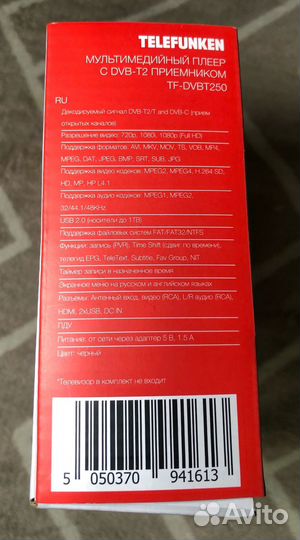 TELEFUNKEN
МУЛЬТИМЕДИЙНЫЙ ПЛЕЕР
С DVB-T2 ПРИЕМНИКОМ
TF-DVBT250
RU
Декодируемый сигнал DVB-T2/T and DVB-C (прием
открытых каналов)
Разрешение видео: 720p, 1080i, 1080p (Full HD)
Поддержка форматов: AVI, MKV, MOV, TS, VOB, MP4,
MPEG, DAT, JPEG, BMP, SRT, SUB, JPG
Поддержка видео кодеков: MPEG2, MPEG4, H.264 SD,
HD, MP, HP L4.1
Поддержка аудио кодеков: MPEG1, MPEG2,
32/44.1/48KHz
USB 2.0 (носители до 1TB)
Поддержка файловых систем FAT/FAT32/NTFS
Функции: запись (PVR), Time Shift (сдвиг по времени),
телегид EPG, TeleText, Subtitle, Fav Group, NIT
Таймер записи в назначенное время
Экранное меню на русском и английском языках
Разъемы: Антенный вход, видео (RCA), L/R аудио (RCA),
HDMI, 2xUSB, DC IN
ПДУ
Питание: от сети через адаптер 5 В, 1.5 А
Цвет: черный
*Телевизор в комплект не входит
5 050370 941613
Avito